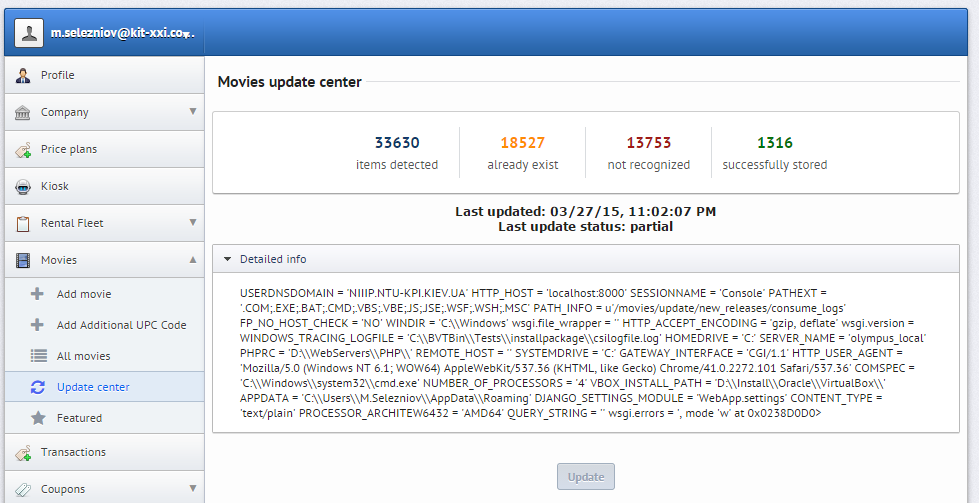 m.selezniov@kit-xxi.co...
Profile
Company
Price plans
Kiosk
Rental Fleet
Movies
Add movie
Add Additional UPC Code
All movies
Update center
Featured
Transactions
Coupons
Movies update center
33630
items detected
18527
already exist
13753
not recognized
1316
successfully stored
Last updated: 03/27/15, 11:02:07 PM
Last update status: partial
Detailed info
USERDNSDOMAIN = 'NIIIP.NTU-KPI.KIEV.UA' HTTP_HOST = 'localhost:8000' SESSIONNAME = 'Console' PATHEXT =
'.COM;.EXE;.BAT;.CMD;.VBS;.VBE;.JS;.JSE;.WSF;.WSH;.MSC' PATH_INFO = u'/movies/update/new_releases/consume_logs'
FP_NO_HOST_CHECK = 'NO' WINDIR = 'C:\\Windows' wsgi.file_wrapper = '' HTTP_ACCEPT_ENCODING = 'gzip, deflate' wsgi.version =
WINDOWS_TRACING_LOGFILE = 'C:\\BVTBin\\Tests\\installpackage\\csilogfile.log' HOMEDRIVE = 'C:' SERVER_NAME = 'olympus_local'
PHPRC = 'D:\\WebServers\\PHP\\' REMOTE_HOST = '' SYSTEMDRIVE = 'C:' GATEWAY_INTERFACE = 'CGI/1.1' HTTP_USER_AGENT =
'Mozilla/5.0 (Windows NT 6.1; WOW64) AppleWebKit/537.36 (KHTML, like Gecko) Chrome/41.0.2272.101 Safari/537.36' COMSPEC =
'C:\\Windows\\system32\\cmd.exe' NUMBER_OF_PROCESSORS = '4' VBOX_INSTALL_PATH = 'D:\\Install\\Oracle\\VirtualBox\\'
APPDATA = 'C:\\Users\\M.Selezniov\\AppData\\Roaming' DJANGO_SETTINGS_MODULE = 'WebApp.settings' CONTENT_TYPE =
'text/plain' PROCESSOR_ARCHITEW6432 = 'AMD64' QUERY_STRING = '' wsgi.errors = ', mode 'w' at 0x0238D0D0>
Update